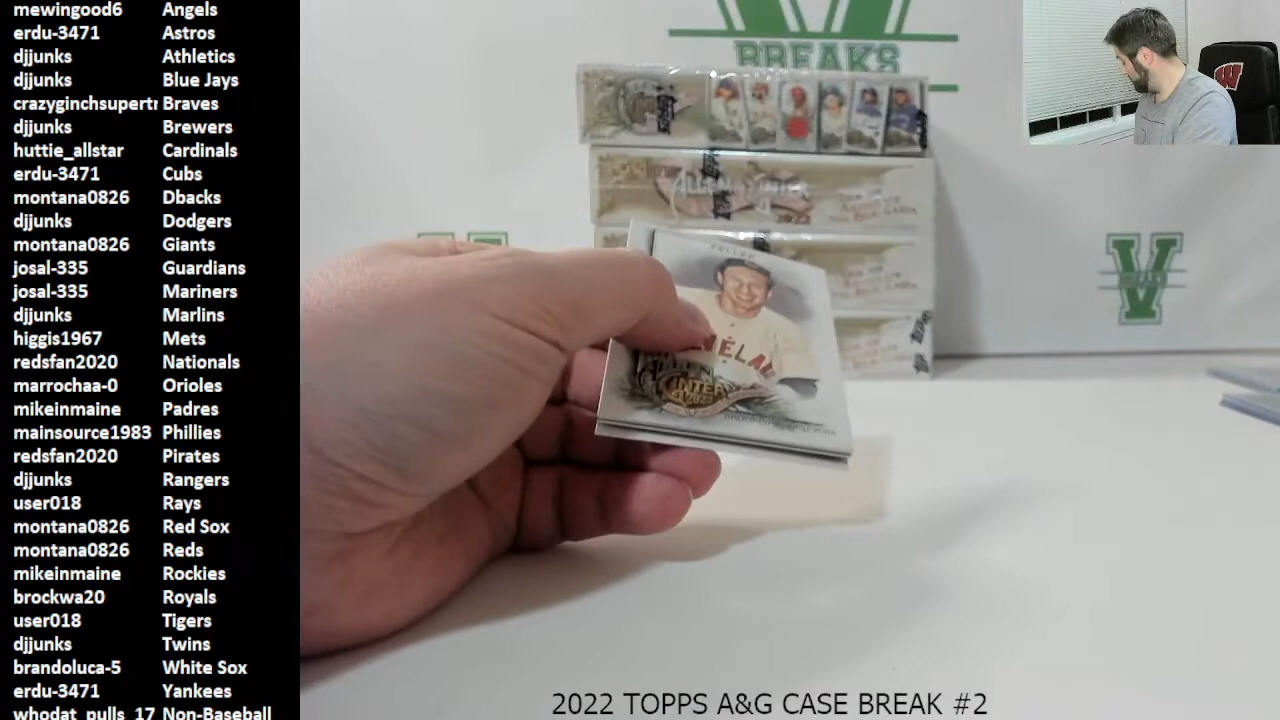 mewingood6 Angels
erdu-3471 Astros
djjunks Athletics
djjunks Blue Jays
crazyginchsupertr Braves
djjunks Brewers
huttie_allstar Cardinals
erdu-3471 Cubs
montana0826 Dbacks
djjunks Dodgers
montana0826 Giants
josal-335 Guardians
josal-335 Mariners
djjunks Marlins
higgis1967 Mets
redsfan2020 Nationals
marrochaa-0 Orioles
mikeinmaine Padres
mainsource1983 Phillies
redsfan2020 Pirates
djjunks Rangers
user018 Rays
montana0826 Red Sox
montana0826 Reds
mikeinmaine Rockies
brockwa20 Royals
user018 Tigers
djjunks Twins
brandoluca-5 White Sox
erdu-3471 Yankees
whodat_pulls_17 Non-Baseball
V
BREAKS
W
FELLER
2022 TOPPS A&G CASE BREAK #2